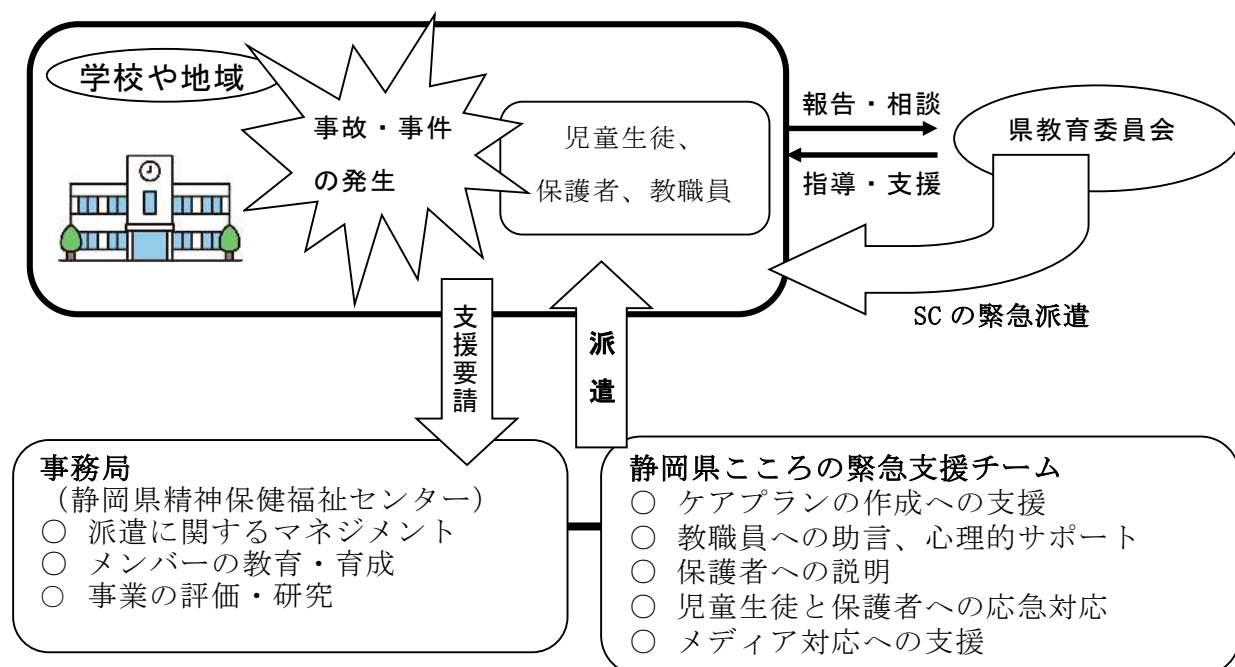 学校や地域
事故・事件
の発生
児童生徒、
保護者、教職員
報告・相談
指導・支援
県教育委員会
SC の緊急派遣
支援要請
派遣
事務局
（静岡県精神保健福祉センター）
○ 派遣に関するマネジメント
○ メンバーの教育・育成
○ 事業の評価・研究
静岡県こころの緊急支援チーム
○ ケアプランの作成への支援
○ 教職員への助言、心理的サポート
○ 保護者への説明
○ 児童生徒と保護者への応急対応
○ メディア対応への支援